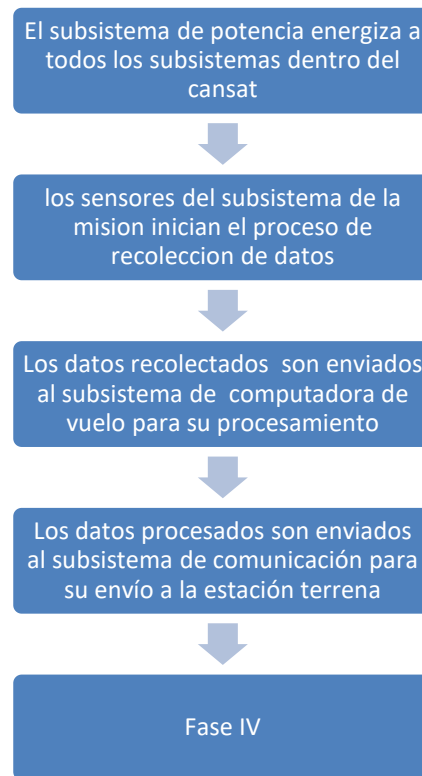 El subsistema de potencia energiza a
todos los subsistemas dentro del
cansat
los sensores del subsistema de la
mision inician el proceso de
recoleccion de datos
Los datos recolectados son enviados
al subsistema de computadora de
vuelo para su procesamiento
Los datos procesados son enviados
al subsistema de comunicación para
su envío a la estación terrena
Fase IV